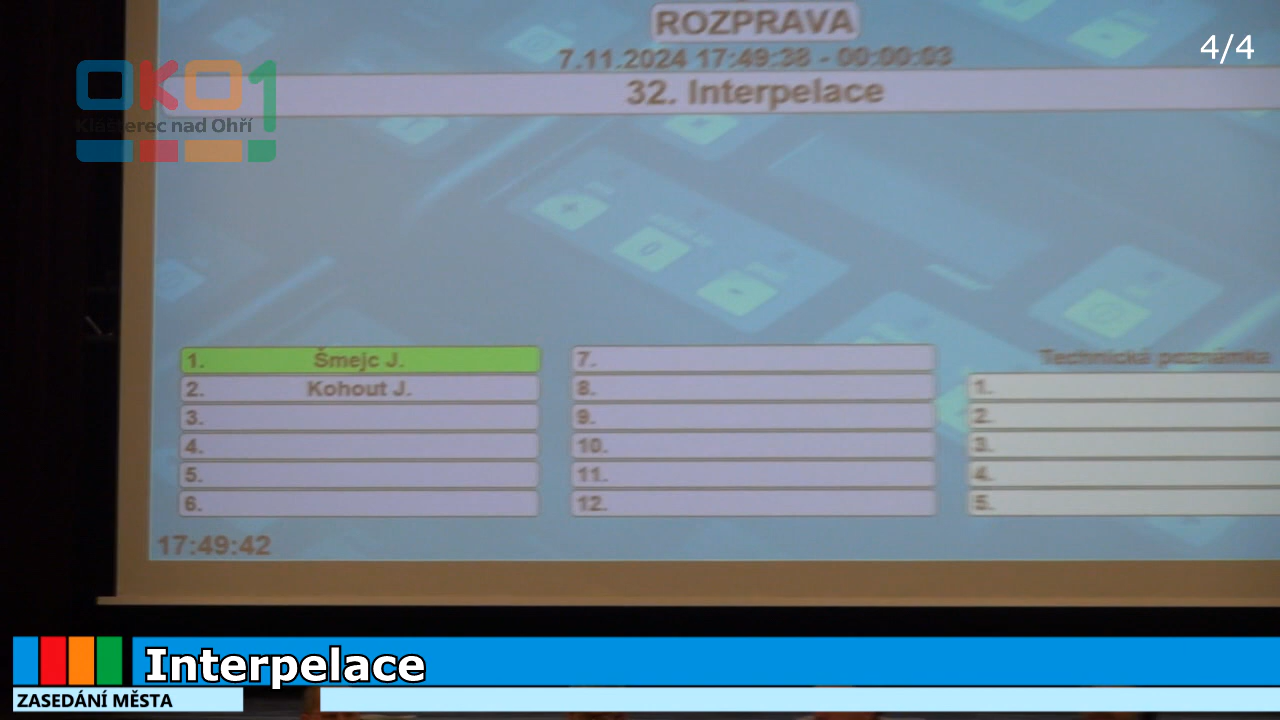 ROZPRAVA
7.11.2024 17:49:38 - 00:00:03
4/4
32. Interpelace
OKO1
Klášterec nad Ohří
1. Šmejc J.
2. Kohout J.
3.
4.
5.
6.
7.
8.
9.
10.
11.
12.
Technická poznámka
1.
2.
3.
4.
5.
17:49:42
Interpelace
ZASEDÁNÍ MĚSTA